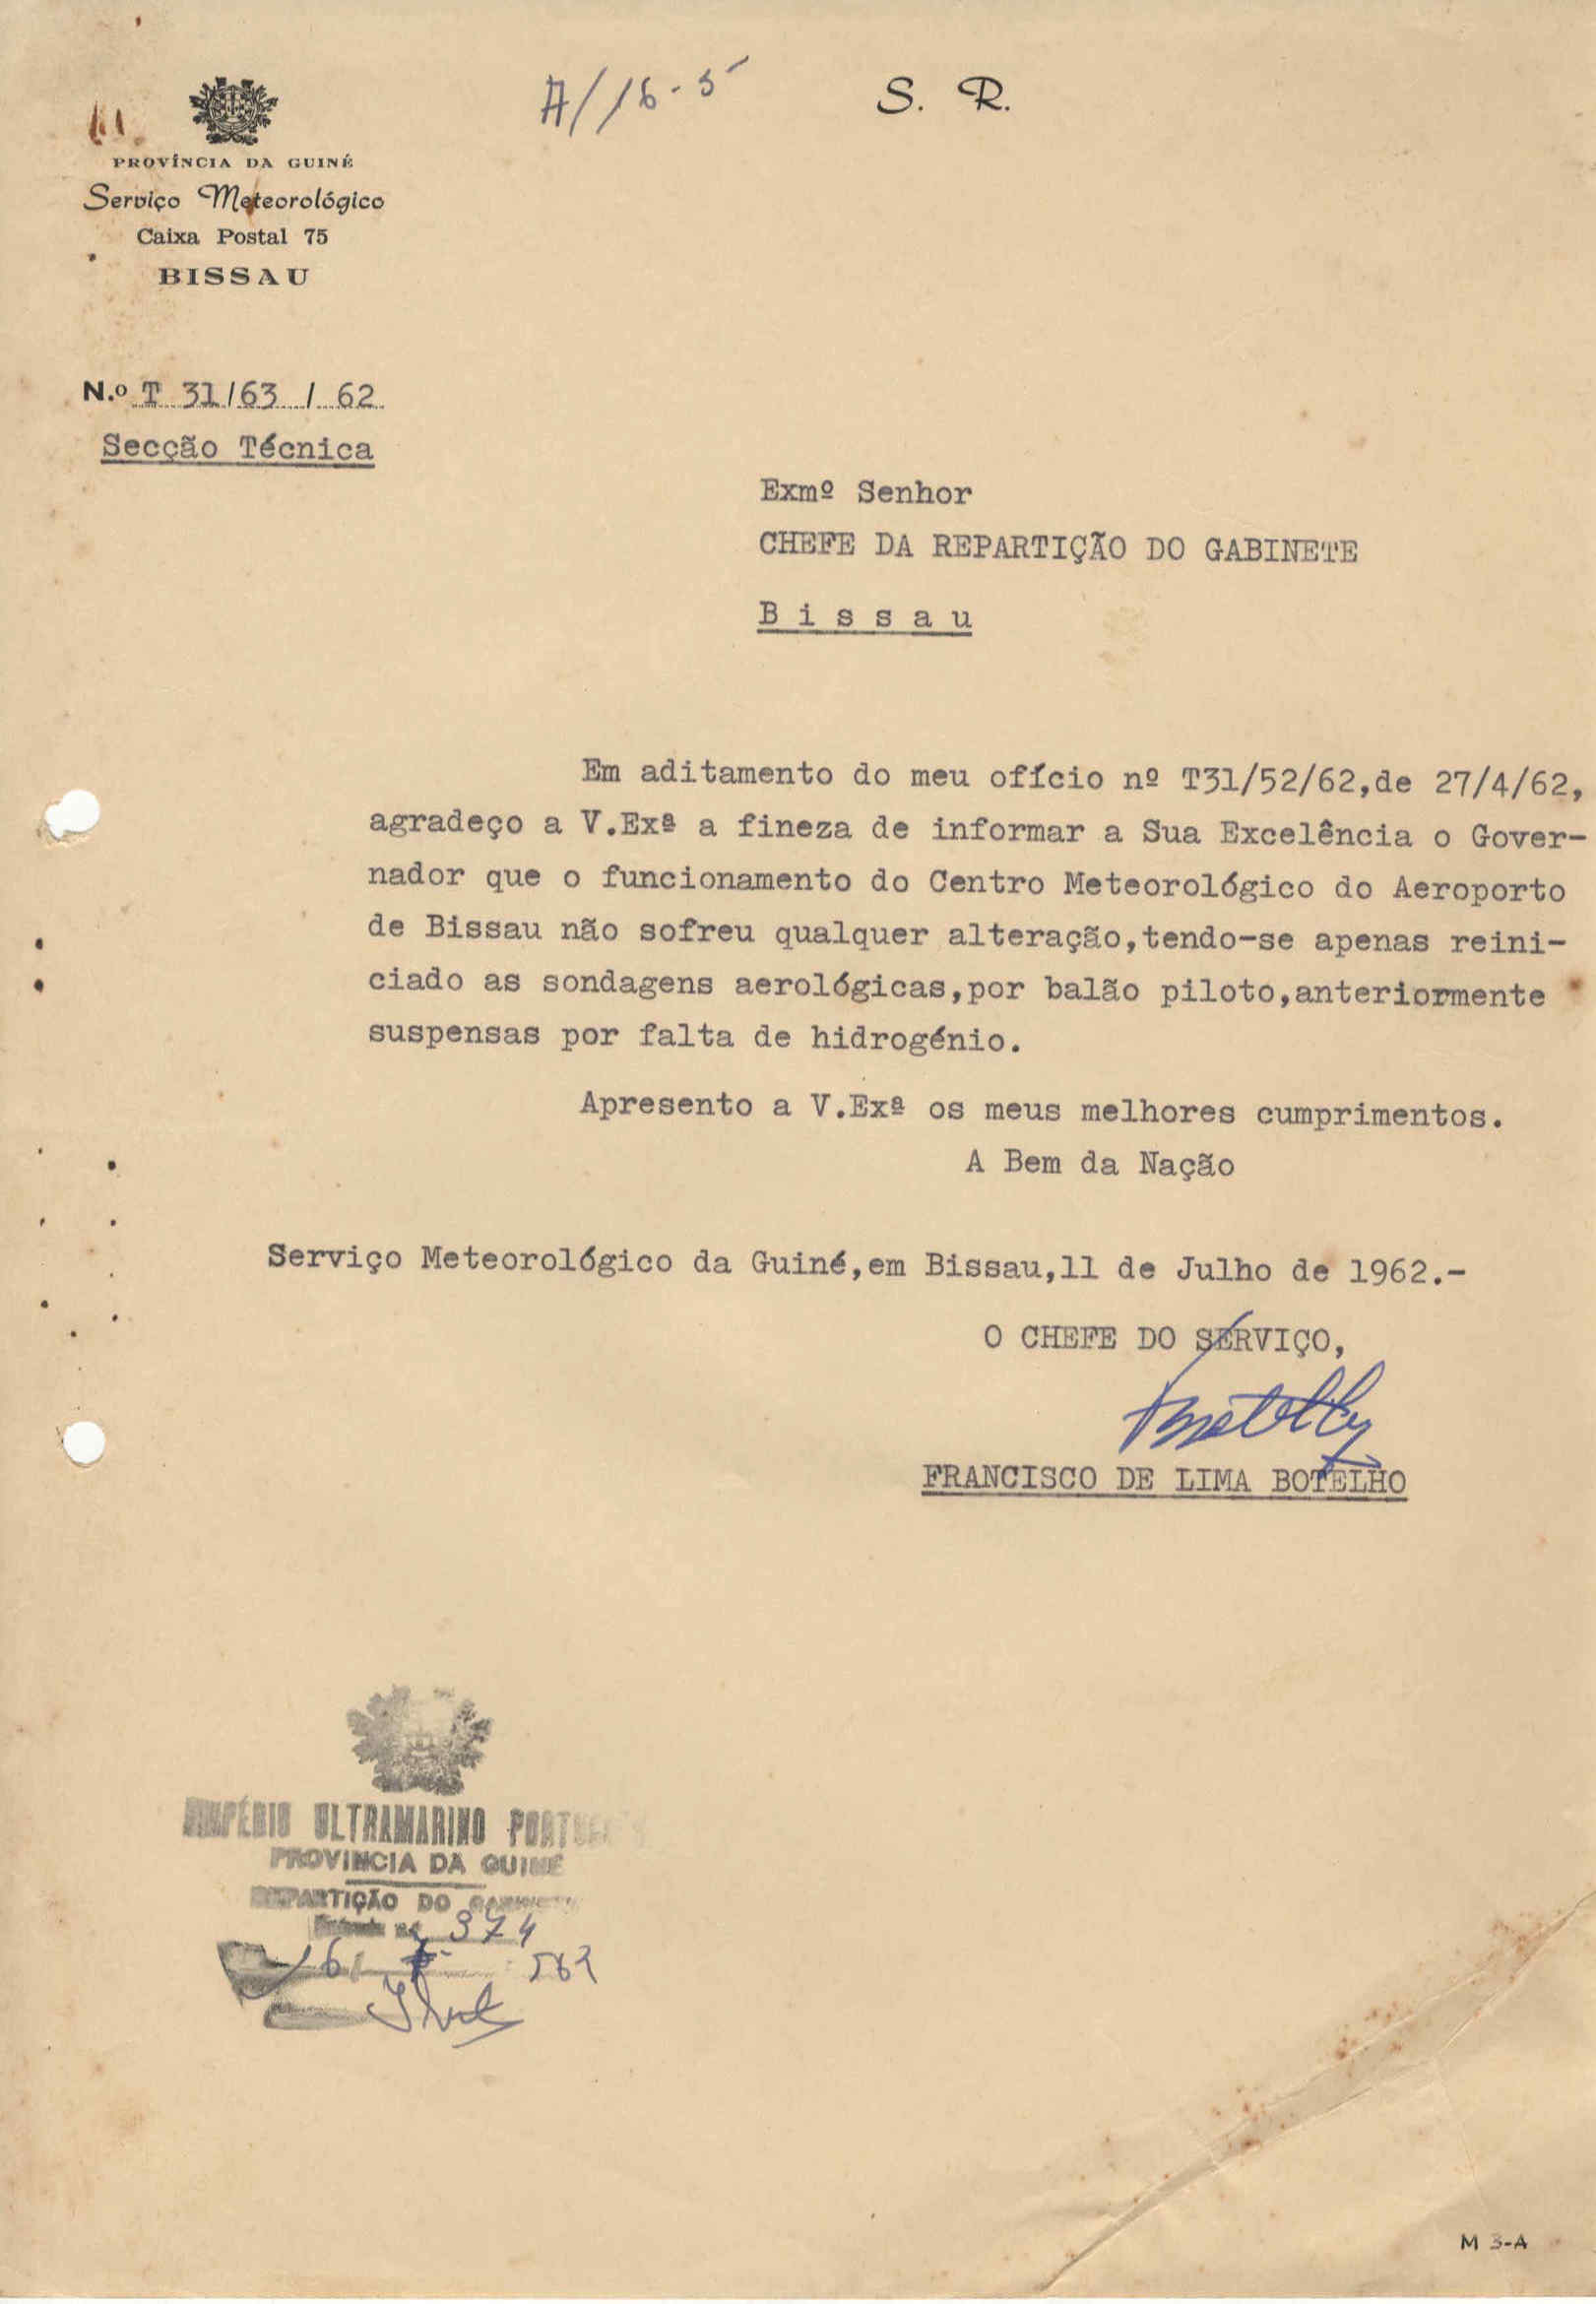 A/16-5
S. R.
PROVÍNCIA DA GUINÉ
Serviço Meteorológico
Caixa Postal 75
BISSAU
N.º T 31/63 / 62
Secção Técnica
Exmº Senhor
CHEFE DA REPARTIÇÃO DO GABINETE
Bissau
Em aditamento do meu ofício nº T31/52/62,de 27/4/62,
agradeço a V.Exª a fineza de informar a Sua Excelência o Gover-
nador que o funcionamento do Centro Meteorológico do Aeroporto
de Bissau não sofreu qualquer alteração,tendo-se apenas reini-
ciado as sondagens aerológicas,por balão piloto,anteriormente
suspensas por falta de hidrogénio.
Apresento a V.Exª os meus melhores cumprimentos.
A Bem da Nação
Serviço Meteorológico da Guiné,em Bissau,11 de Julho de 1962.-
O CHEFE DO SERVIÇO,
FRANCISCO DE LIMA BOTELHO
IMPÉRIO ULTRAMARINO
PROVINCIA DA GUINÉ
REPARTIÇÃO DO
374
16
M 3-A